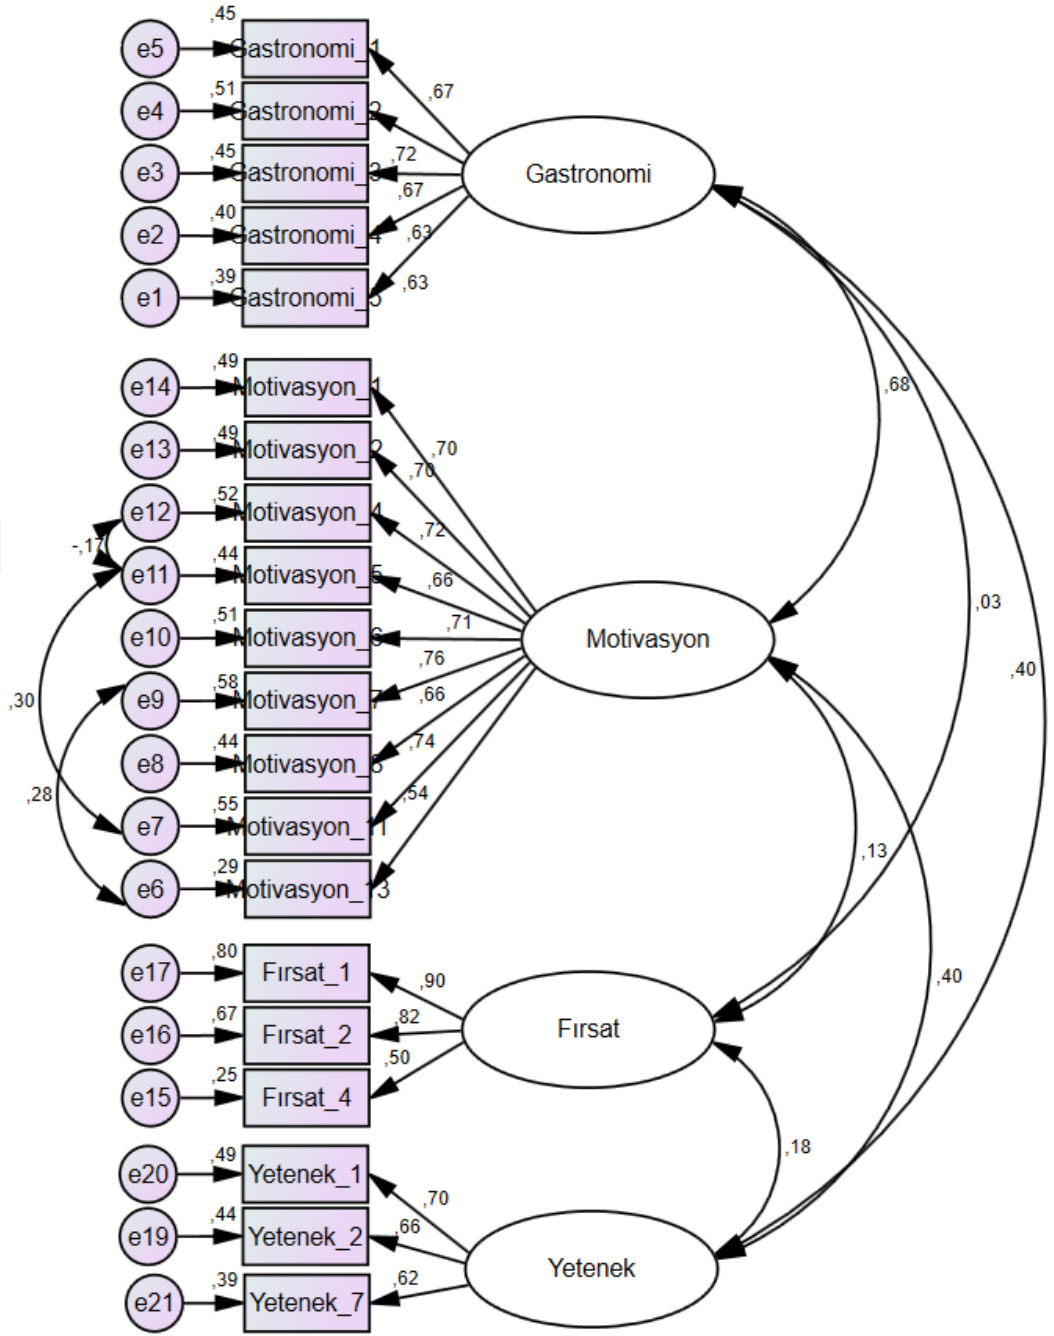 ,45
e5 Gastronomi_1
,67
,51
e4 Gastronomi_2
,72
,45
e3 Gastronomi_3
Gastronomi
,67
,40
e2 Gastronomi_4
,63
,39
e1 Gastronomi_5
,63
,49
e14 Motivasyon_1
,68
,49
e13 Motivasyon_2
,70
,70
,52
e12 Motivasyon_4
,72
-,17
,44
e11 Motivasyon_5
,66
,03
,51
e10 Motivasyon_6
,71
Motivasyon
,76
,40
,58
e9 Motivasyon_7
,66
,30
,44
e8 Motivasyon_8
,74
,28
,54
,55
e7 Motivasyon_11
,13
,29
e6 Motivasyon_13
,80
e17 Fırsat_1
,90
,40
,67
e16 Fırsat_2
,82
Fırsat
,50
,25
e15 Fırsat_4
,18
,49
e20 Yetenek_1
,70
,44
e19 Yetenek_2
,66
Yetenek
,62
,39
e21 Yetenek_7